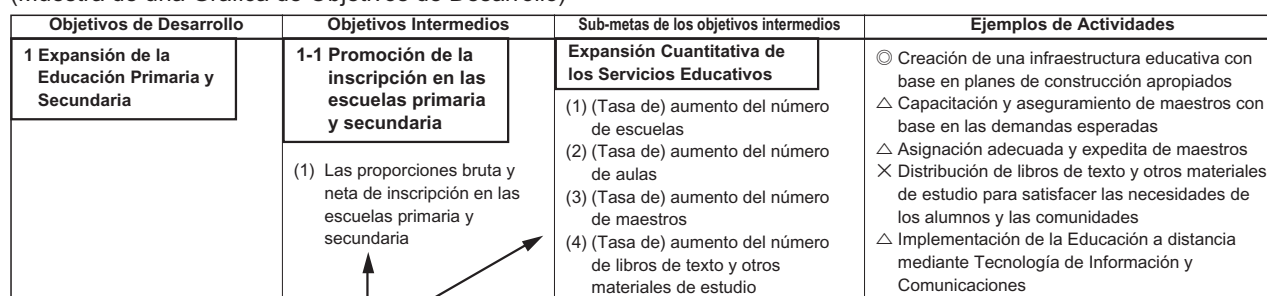 (Muestra de una Gráfica de Objetivos de Desarrollo)
Objetivos de Desarrollo
Objetivos Intermedios
Sub-metas de los objetivos intermedios
Ejemplos de Actividades
1 Expansión de la
Educación Primaria y
Secundaria
1-1 Promoción de la
inscripción en las
escuelas primaria
y secundaria
(1) Las proporciones bruta y
neta de inscripción en las
escuelas primaria y
secundaria
Expansión Cuantitativa de
los Servicios Educativos
(1) (Tasa de) aumento del número
de escuelas
(2) (Tasa de) aumento del número
de aulas
(3) (Tasa de) aumento del número
de maestros
(4) (Tasa de) aumento del número
de libros de texto y otros
materiales de estudio
◎ Creación de una infraestructura educativa con
base en planes de construcción apropiados
△ Capacitación y aseguramiento de maestros con
base en las demandas esperadas
△ Asignación adecuada y expedita de maestros
✕ Distribución de libros de texto y otros materiales
de estudio para satisfacer las necesidades de
los alumnos y las comunidades
△ Implementación de la Educación a distancia
mediante Tecnología de Información y
Comunicaciones